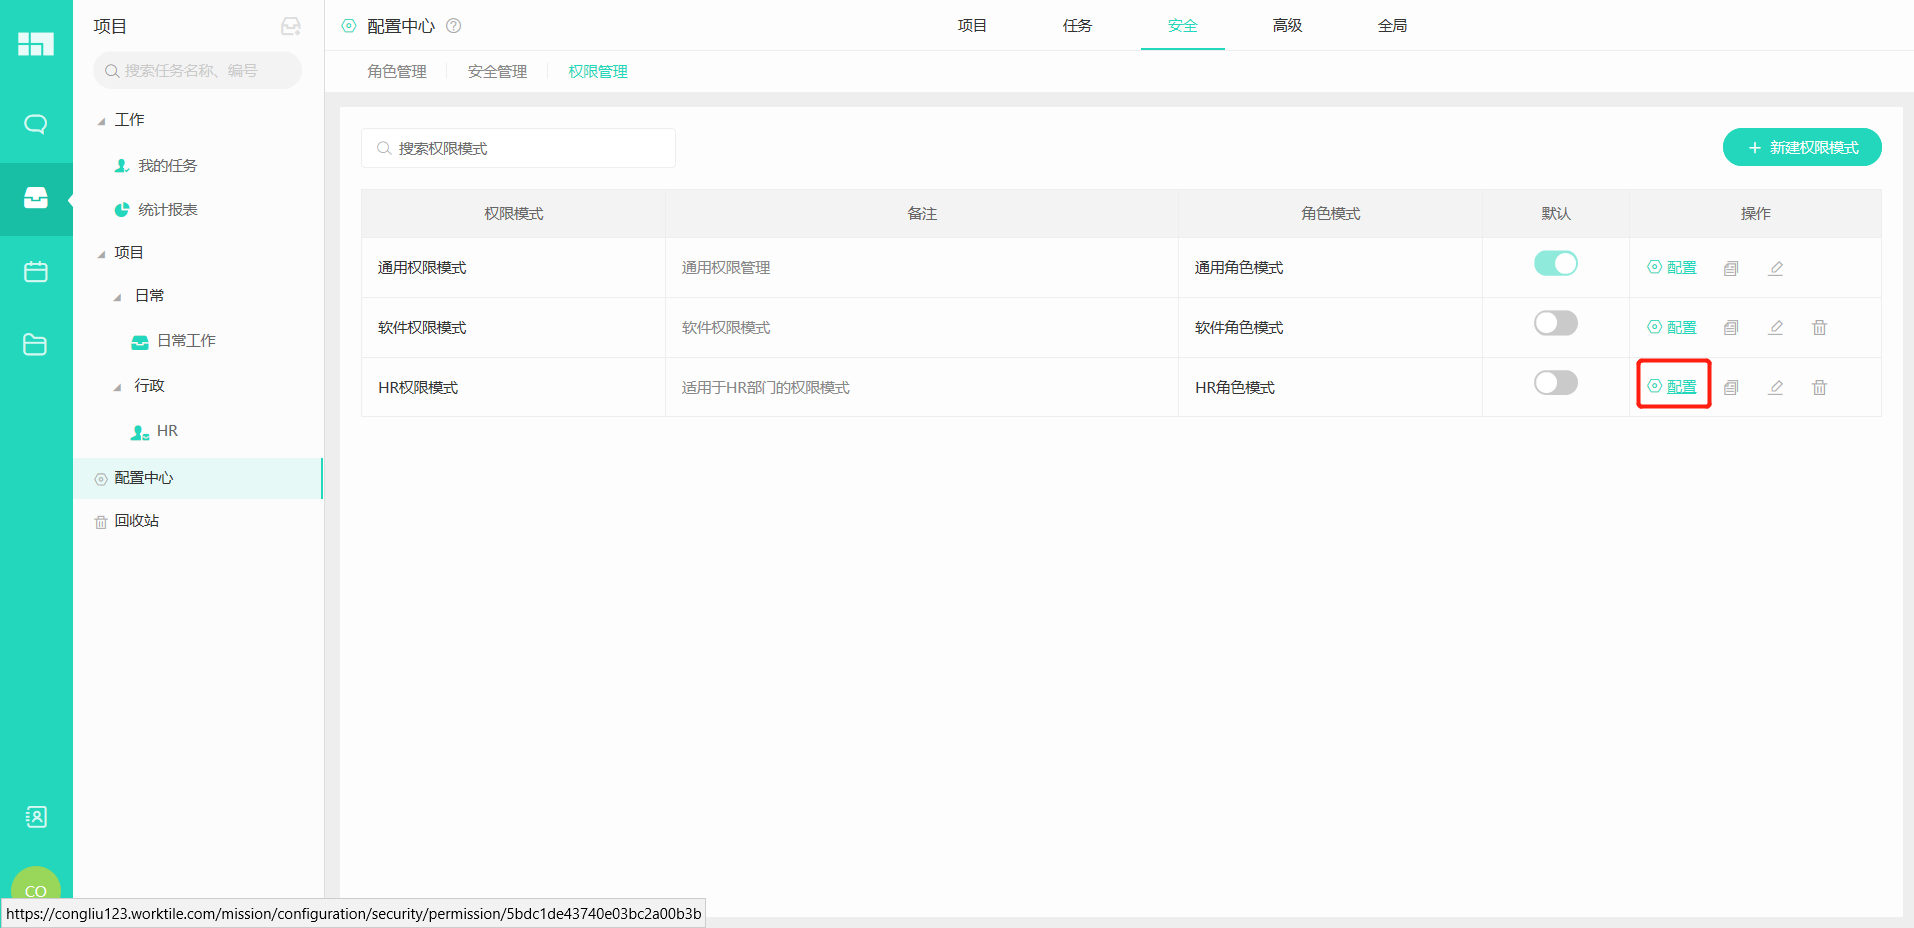 项目
搜索任务名称、编号
工作
我的任务
统计报表
项目
日常
日常工作
行政
HR
配置中心
回收站
CO
配置中心
项目 任务 安全 高级 全局
角色管理 安全管理 权限管理
搜索权限模式
新建权限模式
权限模式 备注 角色模式 默认 操作
通用权限模式 通用权限管理 通用角色模式 配置
软件权限模式 软件权限模式 软件角色模式 配置
HR权限模式 适用于HR部门的权限模式 HR角色模式 配置
https://congliu123.worktile.com/mission/configuration/security/permission/5bdc1de43740e03bc2a00b3b